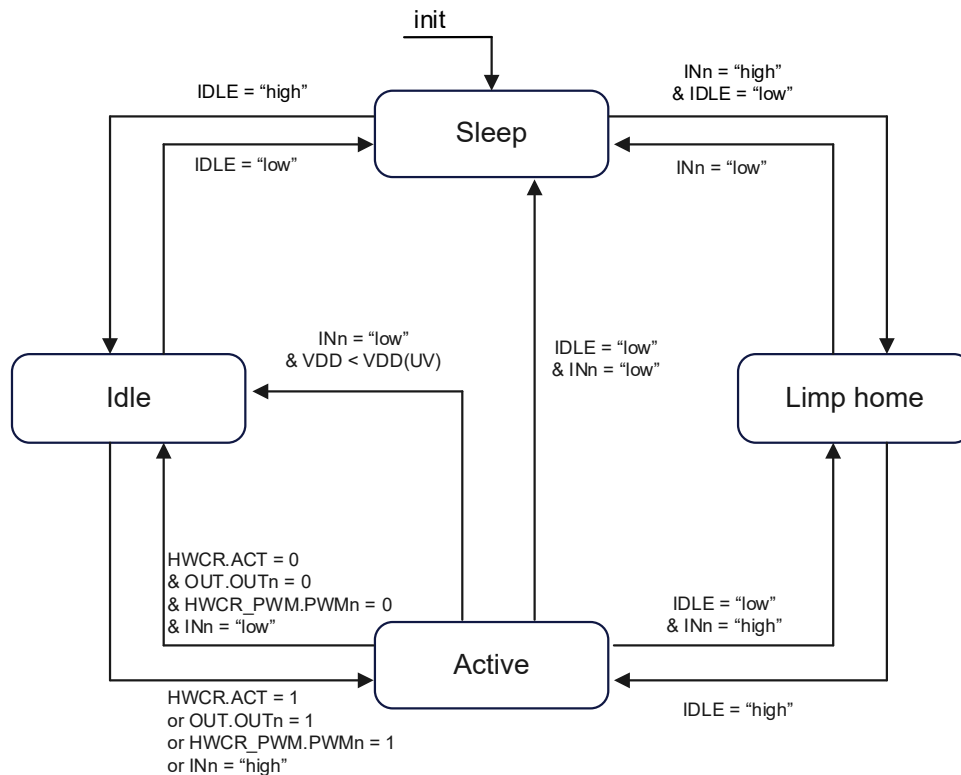 init
IDLE = “high”
INn = “high”
& IDLE = “low”
Sleep
IDLE = “low”
INn = “low”
INn = “low”
& VDD < VDD(UV)
IDLE = “low”
& INn = “low”
Idle
Limp home
HWCR.ACT = 0
& OUT.OUTn = 0
& HWCR_PWM.PWMn = 0
& INn = “low”
IDLE = “low”
& INn = “high”
Active
HWCR.ACT = 1
or OUT.OUTn = 1
or HWCR_PWM.PWMn = 1
or INn = “high”
IDLE = “high”